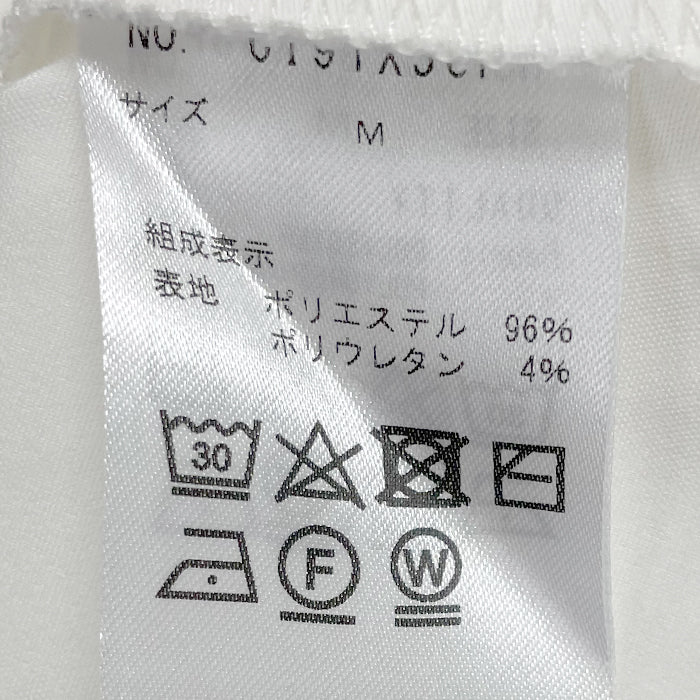 NO.
サイズ M
組成表示
表地 ポリエステル 96%
ポリウレタン 4%
30
F W